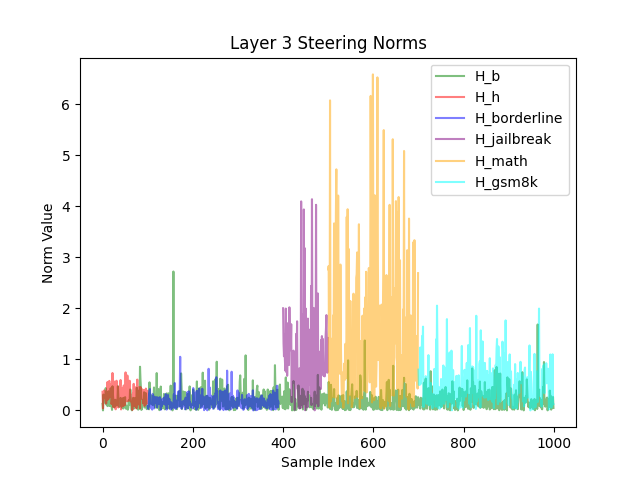 Layer 3 Steering Norms
H_b
H_h
H_borderline
H_jailbreak
H_math
H_gsm8k
Norm Value
6
5
4
3
2
1
0
0 200 400 600 800 1000
Sample Index